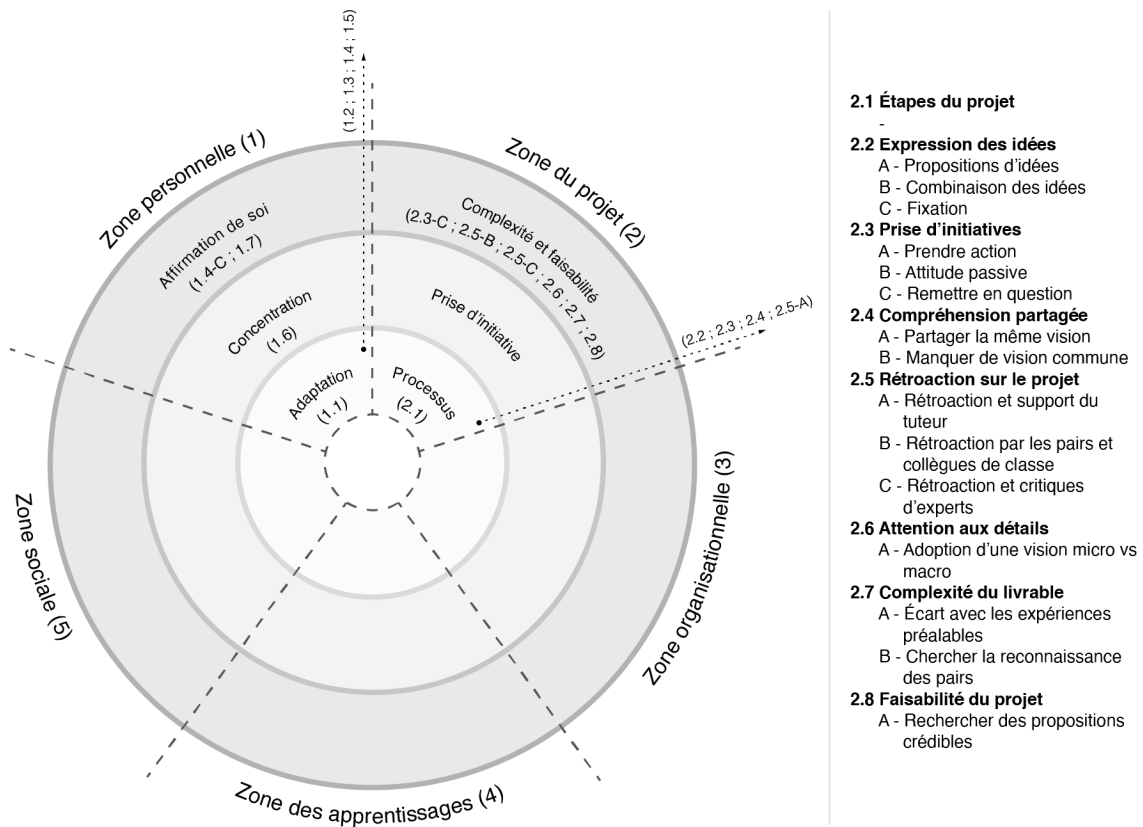 (1.2 ; 1.3 ; 1.4 ; 1.5)
Zone personnelle (1)
Zone du projet (2)
Affirmation de soi
(1.4-C ; 1.7)
Complexité et faisabilité
(2.3-C ; 2.5-B ; 2.5-C ; 2.6 ; 2.7 ; 2.8)
Concentration
(1.6)
Prise d'initiative
(2.2 ; 2.3 ; 2.4 ; 2.5-A)
Adaptation
(1.1)
Processus
(2.1)
Zone organisationnelle (3)
Zone sociale (5)
Zone des apprentissages (4)
2.1 Étapes du projet
-
2.2 Expression des idées
A - Propositions d'idées
B - Combinaison des idées
C - Fixation
2.3 Prise d'initiatives
A - Prendre action
B - Attitude passive
C - Remettre en question
2.4 Compréhension partagée
A - Partager la même vision
B - Manquer de vision commune
2.5 Rétroaction sur le projet
A - Rétroaction et support du
tuteur
B - Rétroaction par les pairs et
collègues de classe
C - Rétroaction et critiques
d'experts
2.6 Attention aux détails
A - Adoption d'une vision micro vs
macro
2.7 Complexité du livrable
A - Écart avec les expériences
préalables
B - Chercher la reconnaissance
des pairs
2.8 Faisabilité du projet
A - Rechercher des propositions
crédibles